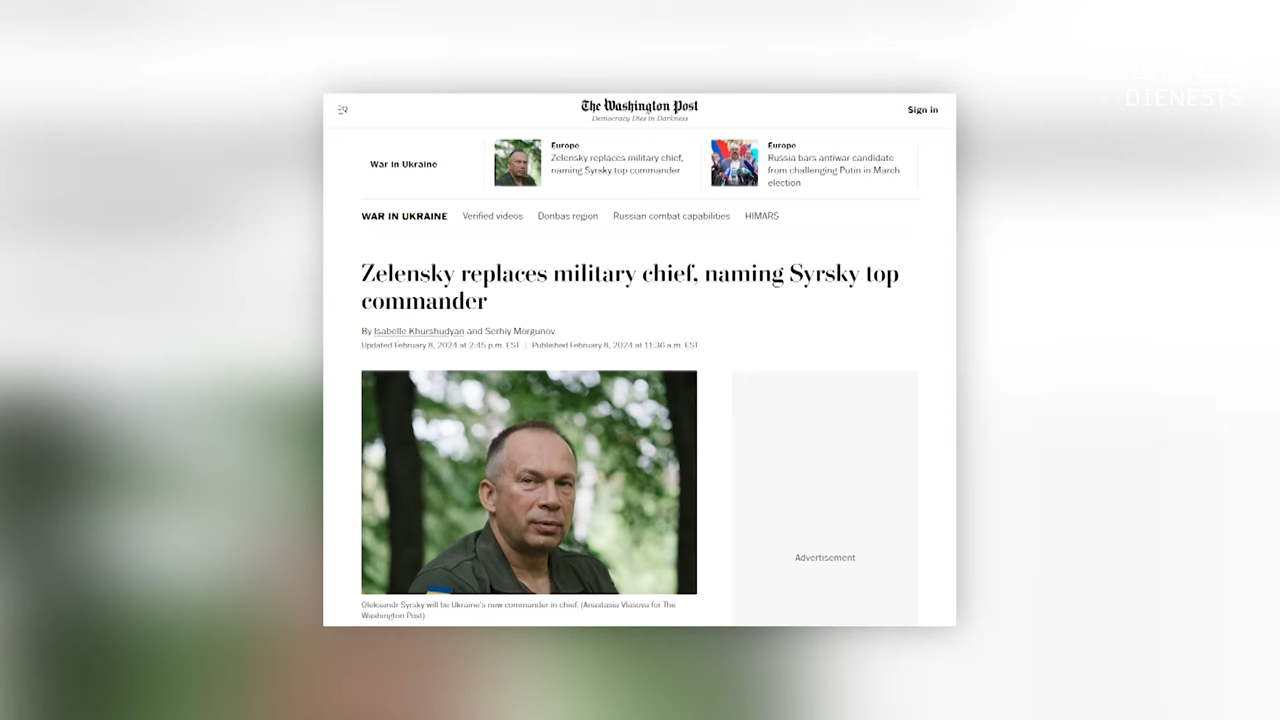 DIENESTS
The Washington Post
Democracy Dies in Darkness
Sign in
War in Ukraine
Europe
Zelensky replaces military chief,
naming Syrsky top commander
Europe
Russia bars antiwar candidate
from challenging Putin in March
election
WAR IN UKRAINE Verified videos Donbas region Russian combat capabilities HIMARS
Zelensky replaces military chief, naming Syrsky top
commander
By Isabelle Khurshudyan and Serhiy Morgunov
Updated February 8, 2024 at 2:45 p.m. EST | Published February 8, 2024 at 11:36 a.m. EST
Advertisement
Oleksandr Syrsky will be Ukraine's new commander in chief. (Anastasia Vlasova for The
Washington Post)